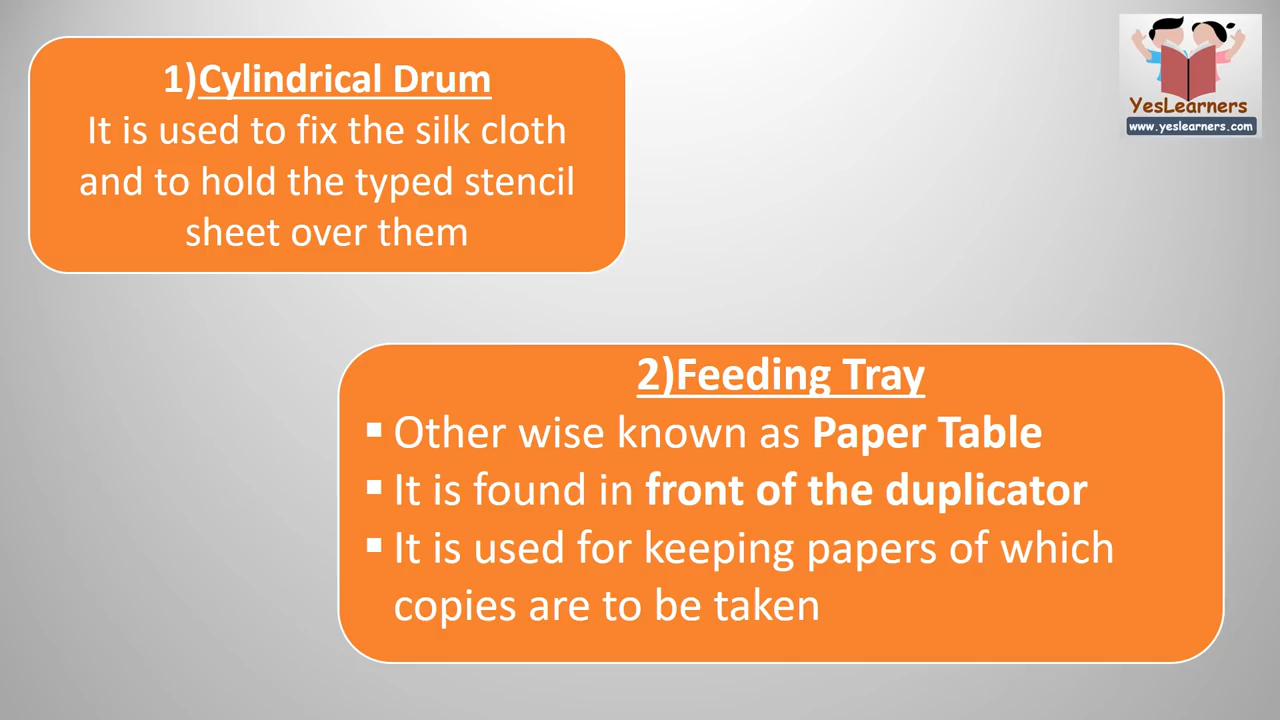 1)Cylindrical Drum
It is used to fix the silk cloth
and to hold the typed stencil
sheet over them
YesLearners
www.yeslearners.com
2)Feeding Tray
▪ Other wise known as Paper Table
▪ It is found in front of the duplicator
▪ It is used for keeping papers of which
copies are to be taken